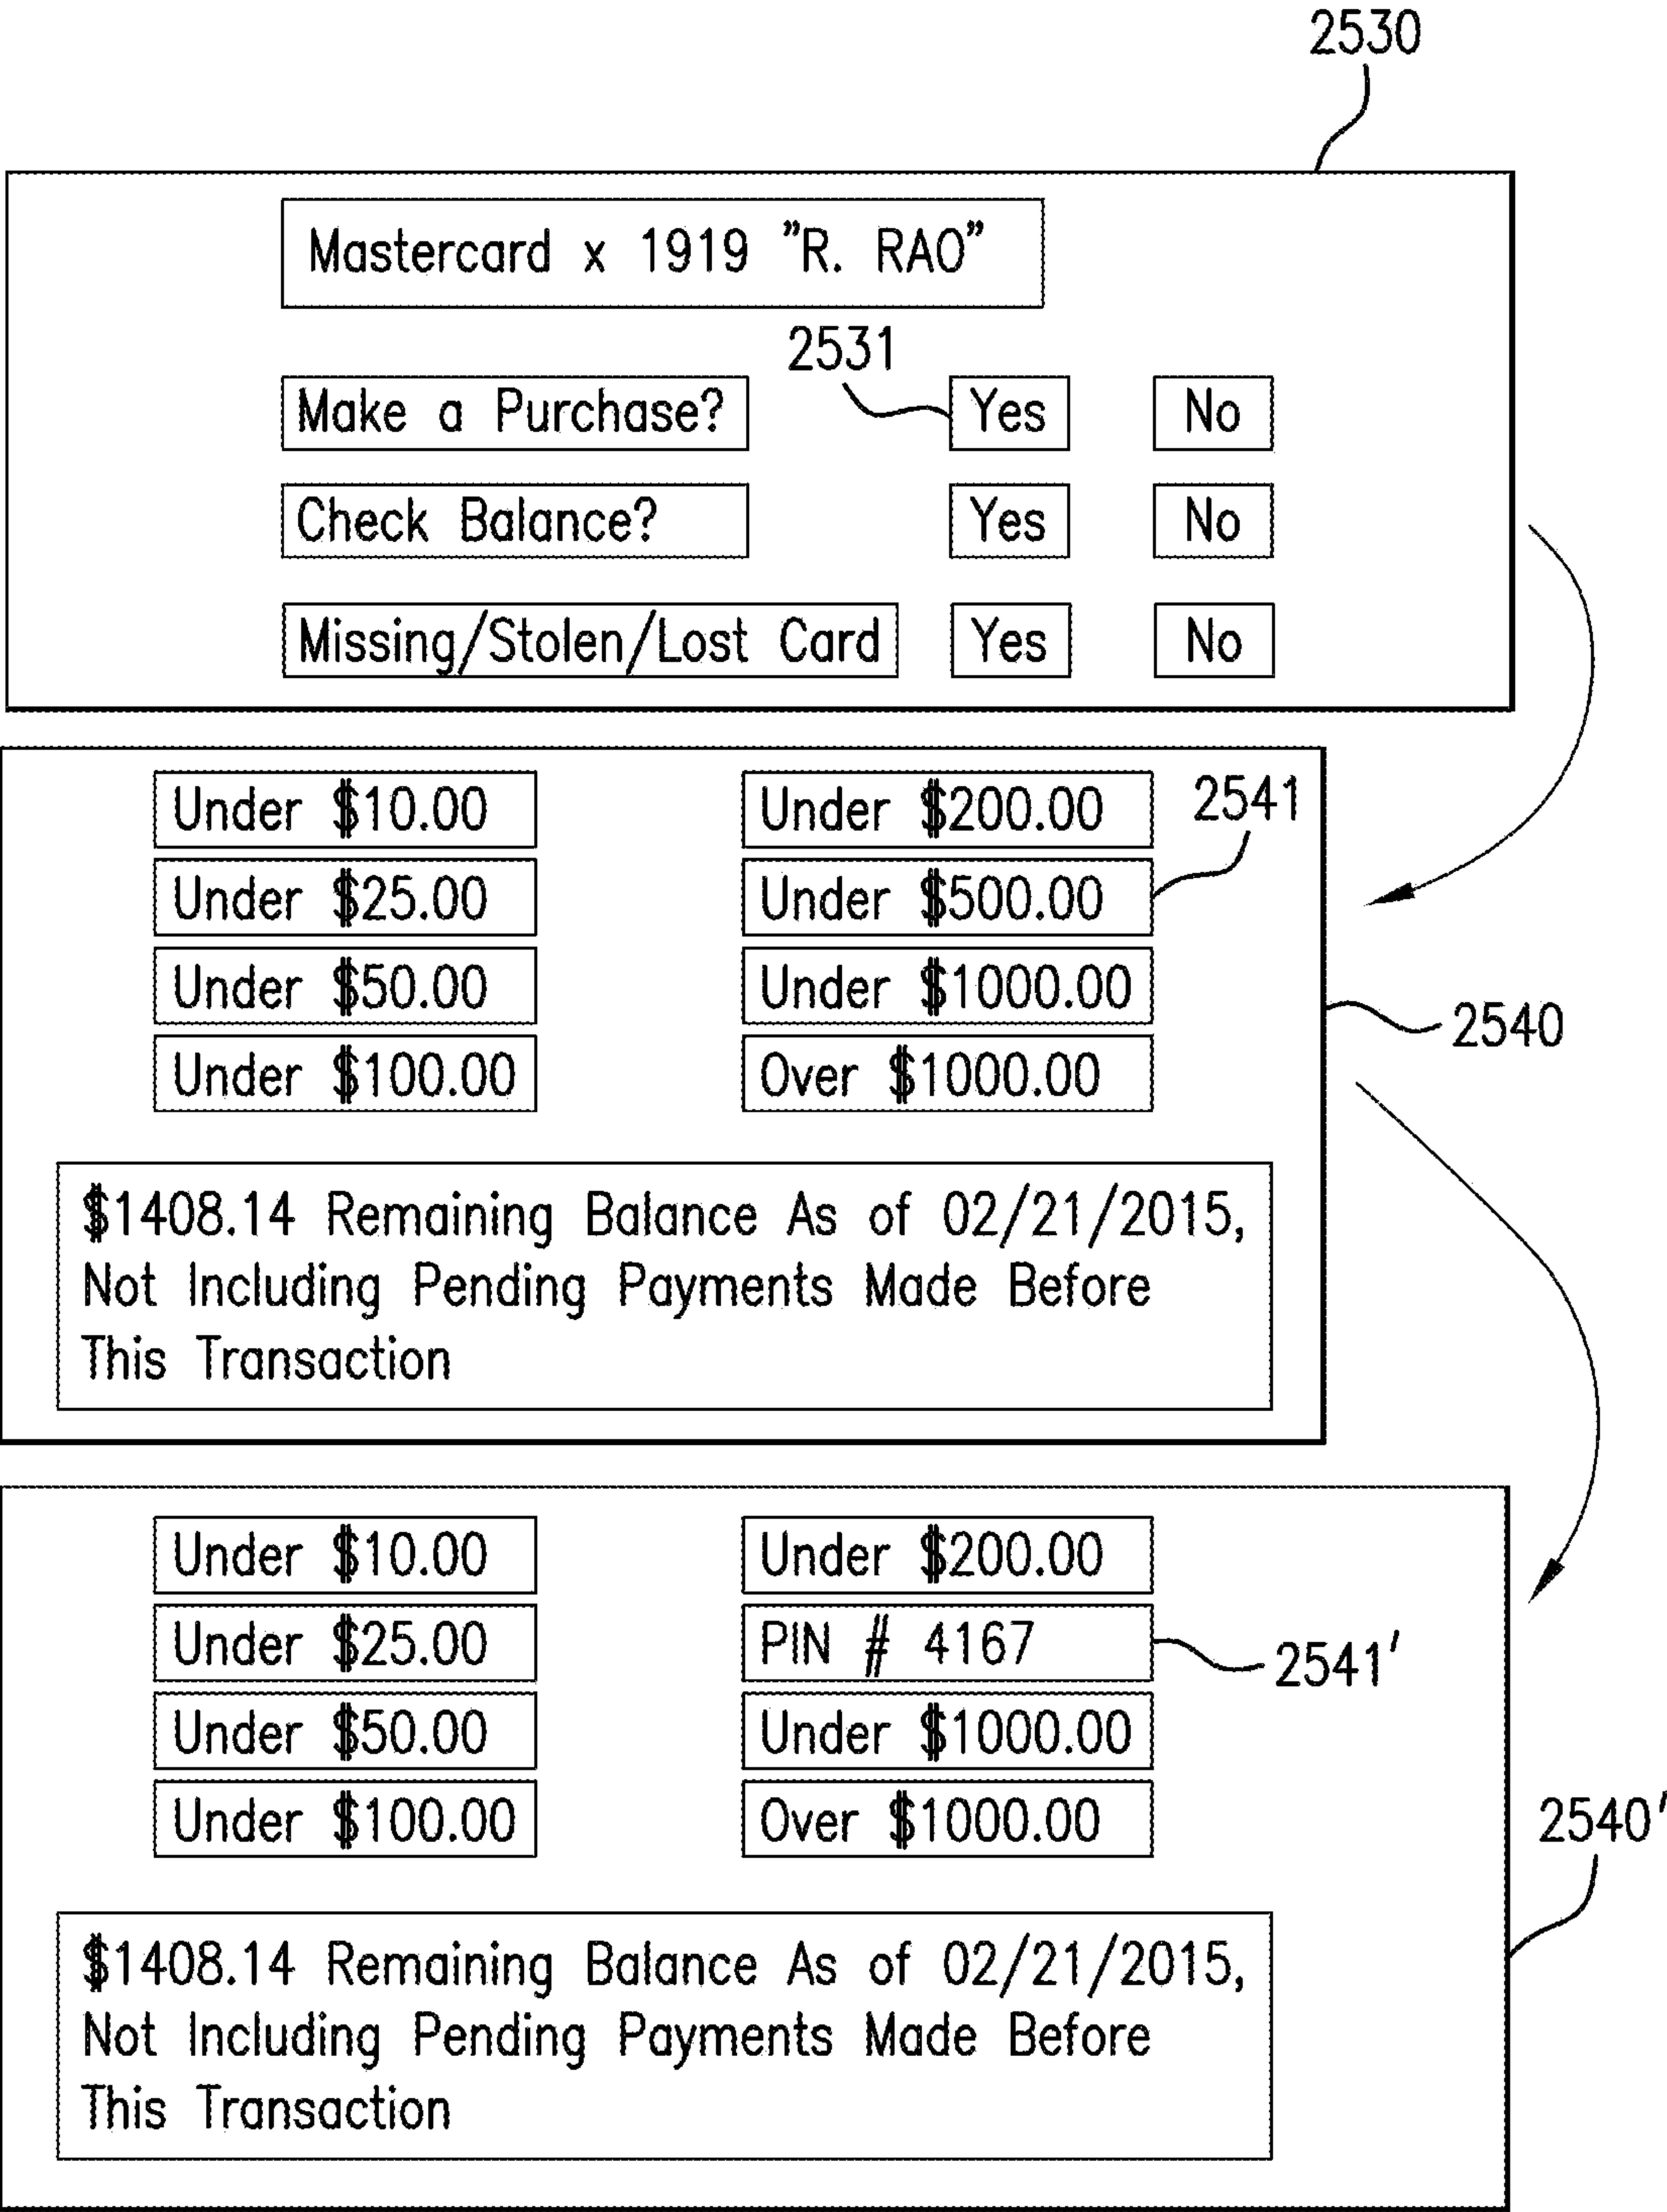 2530
Mastercard x 1919 "R. RAO"
2531
Make a Purchase? Yes No
Check Balance? Yes No
Missing/Stolen/Lost Card Yes No
Under $10.00 Under $200.00 2541
Under $25.00 Under $500.00
Under $50.00 Under $1000.00
2540
Under $100.00 Over $1000.00
$1408.14 Remaining Balance As of 02/21/2015,
Not Including Pending Payments Made Before
This Transaction
Under $10.00 Under $200.00
Under $25.00 PIN # 4167 2541'
Under $50.00 Under $1000.00
Under $100.00 Over $1000.00 2540'
$1408.14 Remaining Balance As of 02/21/2015,
Not Including Pending Payments Made Before
This Transaction